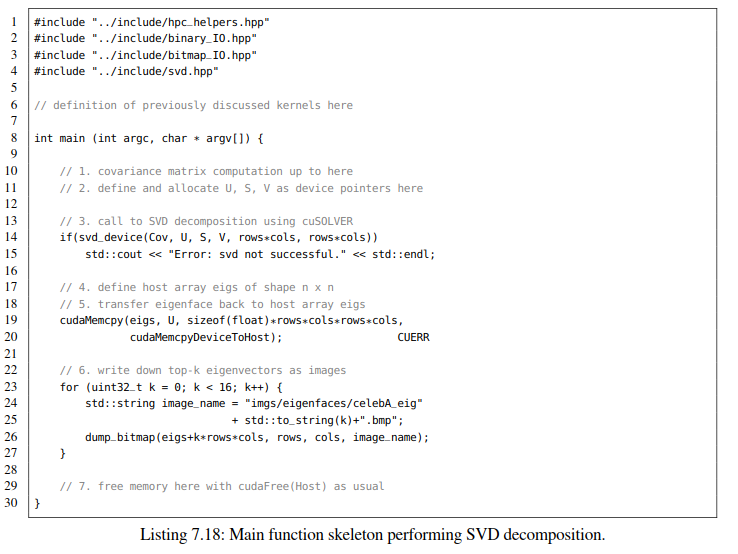 1 #include "../include/hpc_helpers.hpp"
2 #include "../include/binary_IO.hpp"
3 #include "../include/bitmap_IO.hpp"
4 #include "../include/svd.hpp"
5
6 // definition of previously discussed kernels here
7
8 int main (int argc, char * argv[]) {
9
10 // 1. covariance matrix computation up to here
11 // 2. define and allocate U, S, V as device pointers here
12
13 // 3. call to SVD decomposition using cuSOLVER
14 if(svd_device(Cov, U, S, V, rows*cols, rows*cols))
15 std::cout << "Error: svd not successful." << std::endl;
16
17 // 4. define host array eigs of shape n x n
18 // 5. transfer eigenface back to host array eigs
19 cudaMemcpy(eigs, U, sizeof(float)*rows*cols*rows*cols,
20 cudaMemcpyDeviceToHost); CUERR
21
22 // 6. write down top-k eigenvectors as images
23 for (uint32_t k = 0; k < 16; k++) {
24 std::string image_name = "imgs/eigenfaces/celebA_eig"
25 + std::to_string(k)+".bmp";
26 dump_bitmap(eigs+k*rows*cols, rows, cols, image_name);
27 }
28
29 // 7. free memory here with cudaFree(Host) as usual
30 }
Listing 7.18: Main function skeleton performing SVD decomposition.